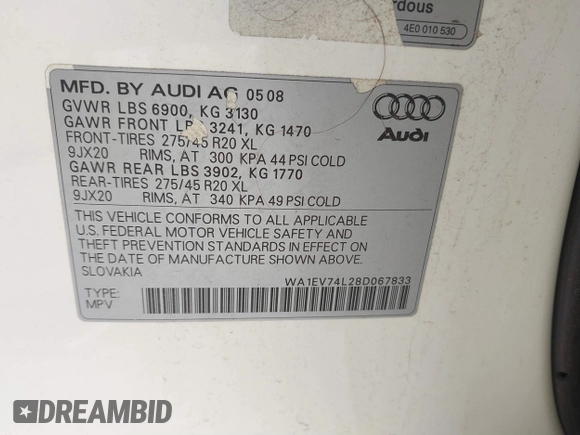 rdous
4E0 010 530
MFD. BY AUDI AG 05 08
GVWR LBS 6900, KG 3130
GAWR FRONT LB 3241, KG 1470
FRONT-TIRES 275/45 R20 XL
9JX20 RIMS, AT 300 KPA 44 PSI COLD
GAWR REAR LBS 3902, KG 1770
REAR-TIRES 275/45 R20 XL
9JX20 RIMS, AT 340 KPA 49 PSI COLD
Audi
THIS VEHICLE CONFORMS TO ALL APPLICABLE
U.S. FEDERAL MOTOR VEHICLE SAFETY AND
THEFT PREVENTION STANDARDS IN EFFECT ON
THE DATE OF MANUFACTURE SHOWN ABOVE.
SLOVAKIA
WA1EV74L28D067833
TYPE:
MPV
DREAMBID